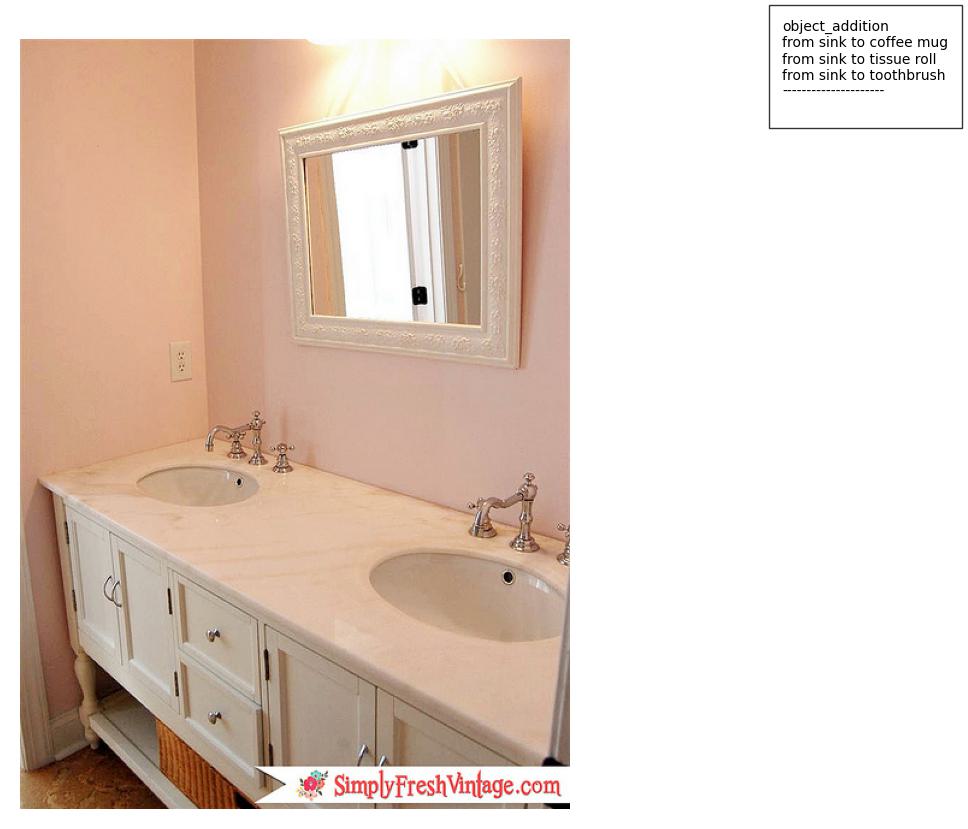 object_addition
from sink to coffee mug
from sink to tissue roll
from sink to toothbrush
---------------------
SimplyFreshVintage.com